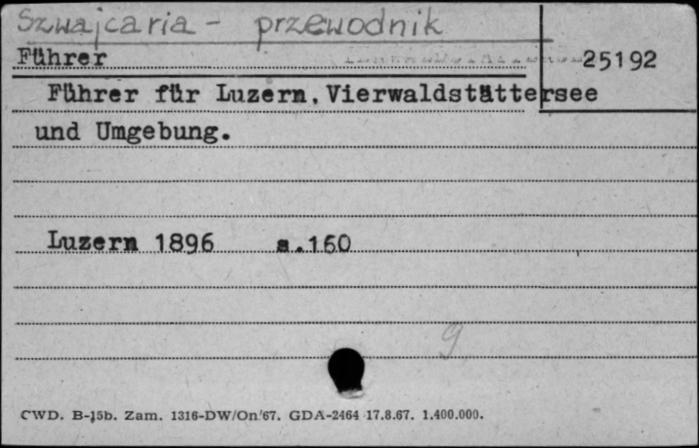 Szwajcaria - przewodnik
Führer 25192
Führer für Luzern, Vierwaldstättersee
und Umgebung.
Luzern 1896 s.160
9
CWD. B-15b. Zam. 1316-DW/On/67. GDA-2464 17.8.67. 1.400.000.